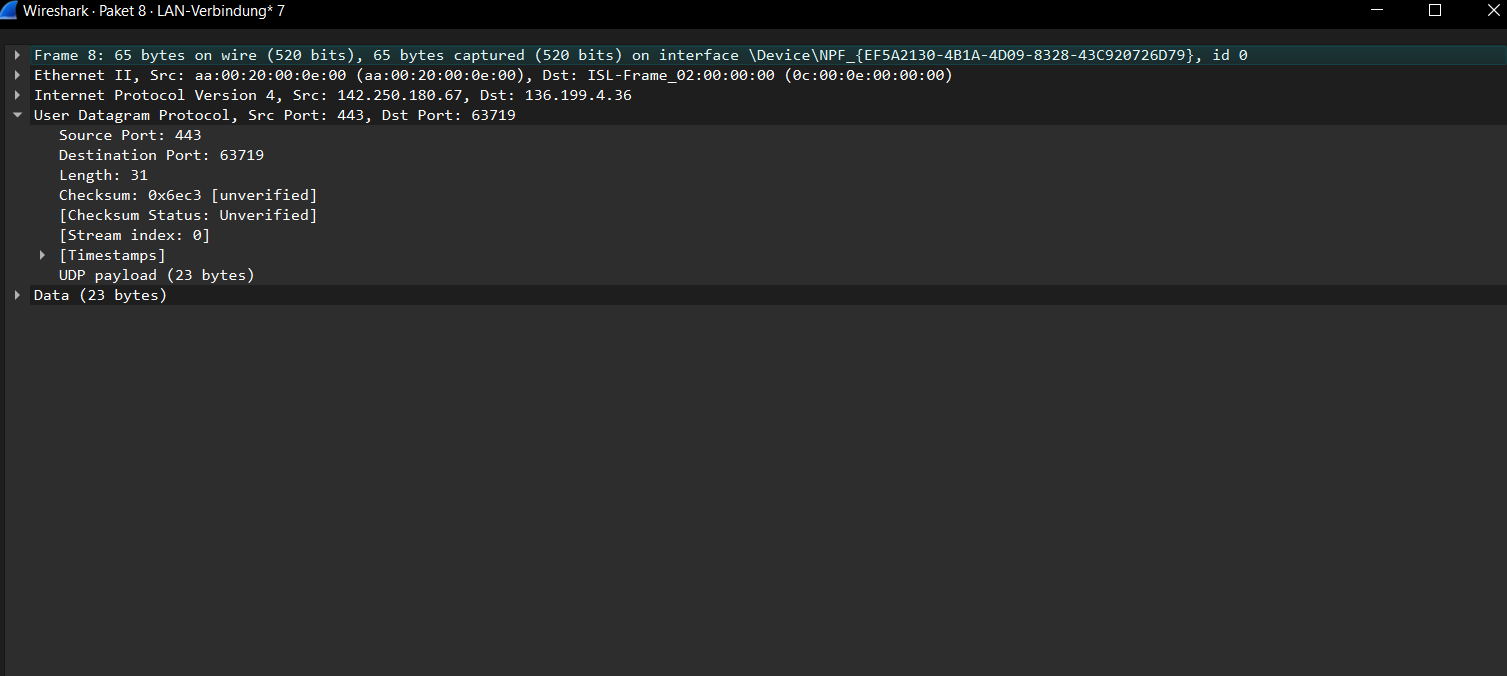 Wireshark · Paket 8 · LAN-Verbindung* 7
Frame 8: 65 bytes on wire (520 bits), 65 bytes captured (520 bits) on interface \Device\NPF_{EF5A2130-4B1A-4D09-8328-43C920726D79}, id 0
Ethernet II, Src: aa:00:20:00:0e:00 (aa:00:20:00:0e:00), Dst: ISL-Frame_02:00:00:00 (0c:00:0e:00:00:00)
Internet Protocol Version 4, Src: 142.250.180.67, Dst: 136.199.4.36
User Datagram Protocol, Src Port: 443, Dst Port: 63719
Source Port: 443
Destination Port: 63719
Length: 31
Checksum: 0x6ec3 [unverified]
[Checksum Status: Unverified]
[Stream index: 0]
[Timestamps]
UDP payload (23 bytes)
Data (23 bytes)